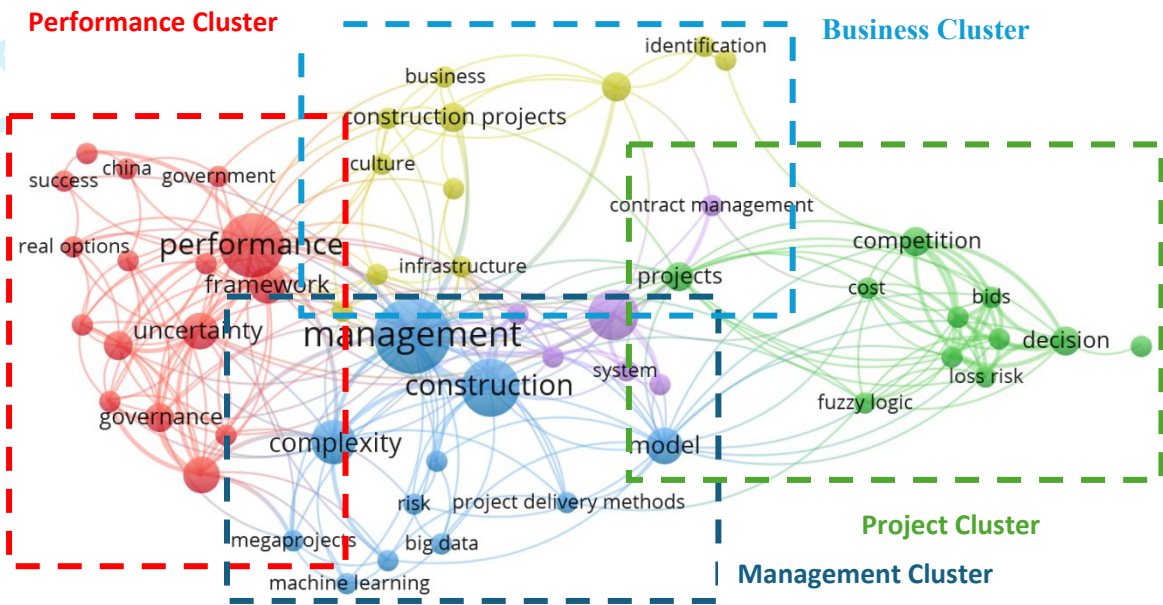 Performance Cluster
Business Cluster
identification
business
construction projects
culture
china
success
government
contract management
real options
performance
competition
infrastructure
projects
framework
cost
bids
uncertainty
management
decision
system
loss risk
construction
fuzzy logic
governance
complexity
model
risk
project delivery methods
Project Cluster
megaprojects
big data
Management Cluster
machine learning